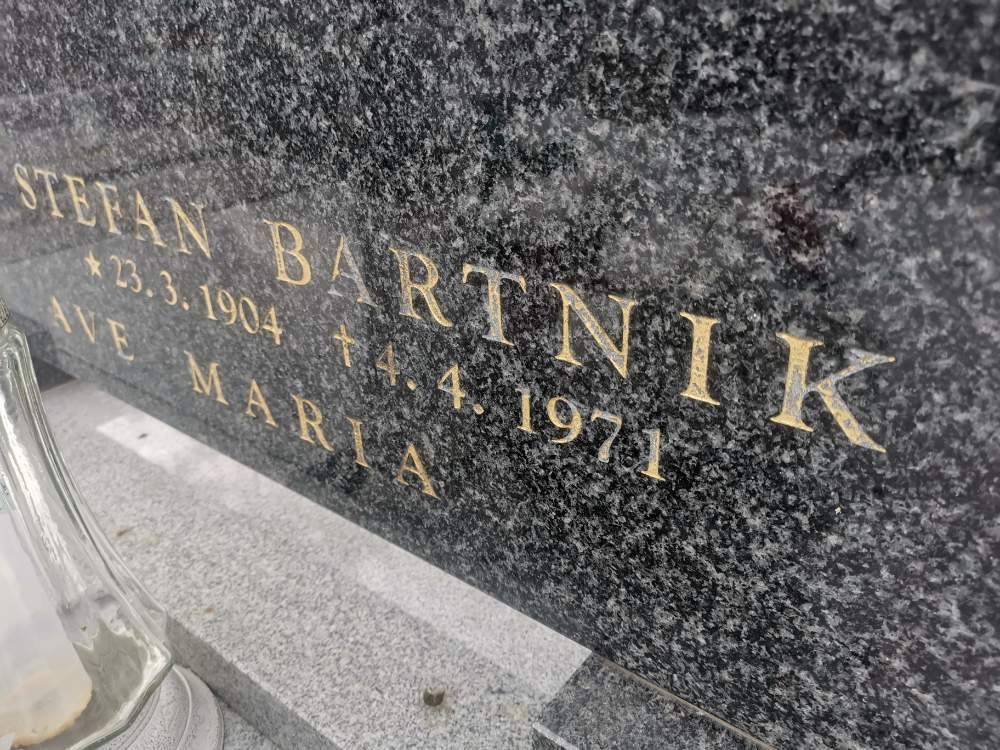 STEFAN BARTNIK
★ 23. 3. 1904 ✝ 4. 4. 1971
AVE MARIA